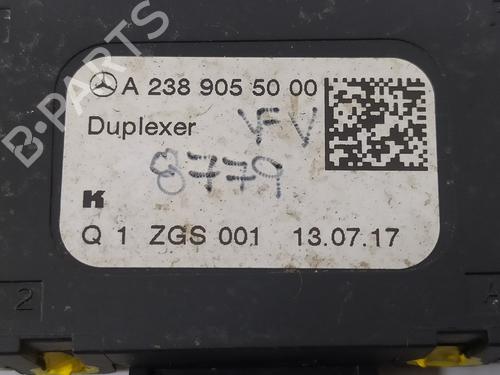 A 238 905 50 00
Duplexer VFV
8779
K
Q 1 ZGS 001 13.07.17
2
B-PARTS